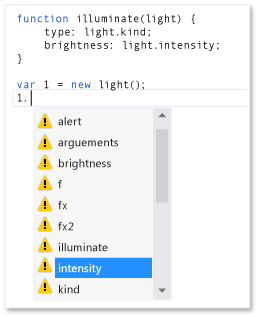 function illuminate(light) {
    type: light.kind;
    brightness: light.intensity;
}
var l = new light();
l.
alert
arguements
brightness
f
fx
fx2
illuminate
intensity
kind